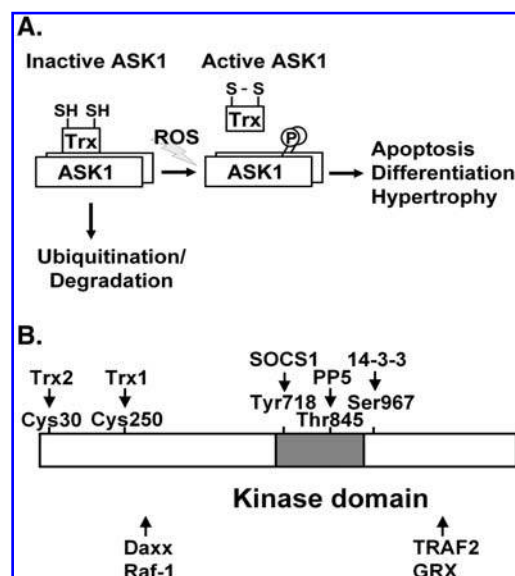 A.
Inactive ASK1 Active ASK1
SH SH
S - S
Trx
Trx
ROS
P
ASK1
ASK1
Apoptosis
Differentiation
Hypertrophy
Ubiquitination/
Degradation
B.
SOCS1 14-3-3
Trx2 Trx1 PP5
Tyr718 Ser967
Cys30 Cys250 Thr845
Kinase domain
Daxx TRAF2
Raf-1 GRX